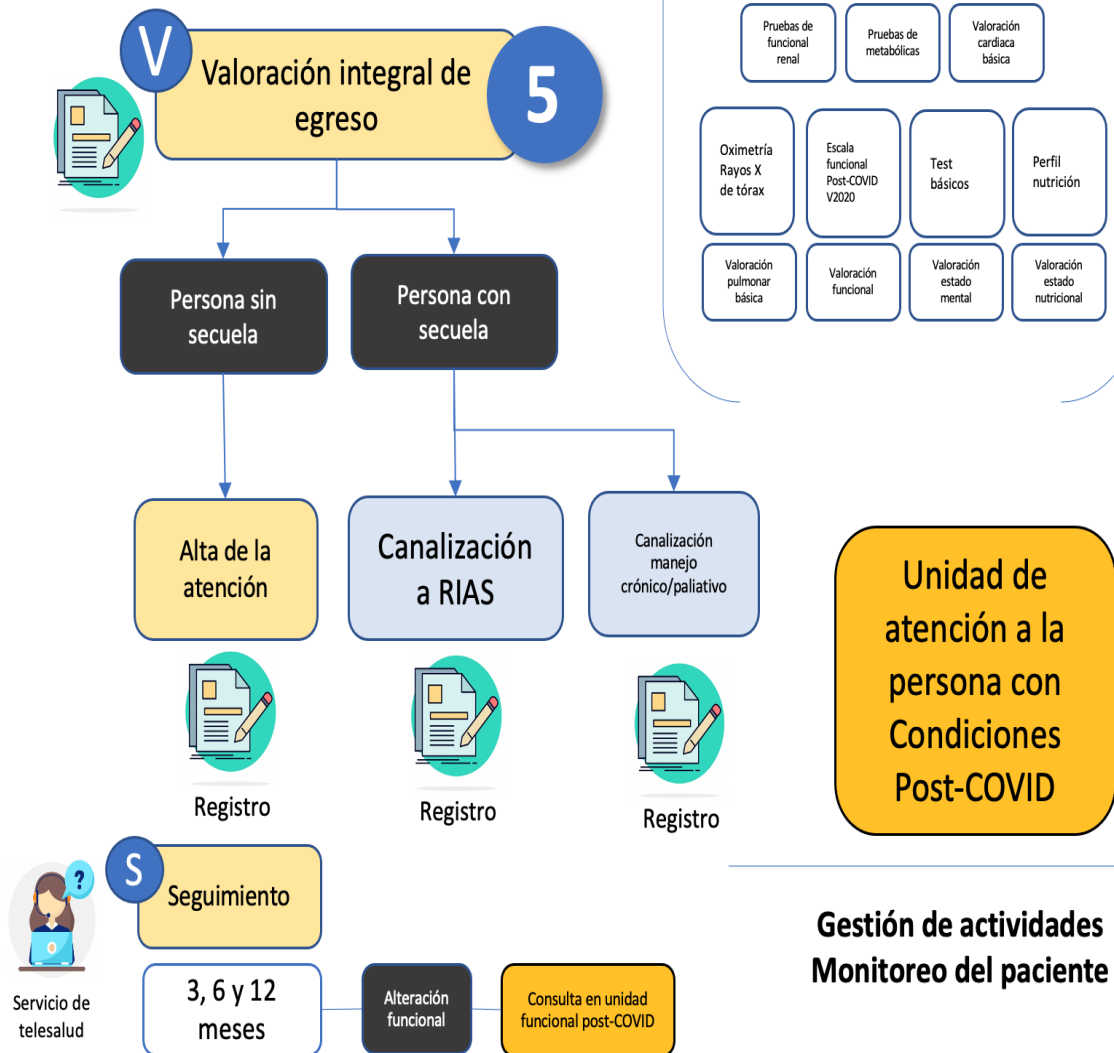 V
Valoración integral de
egreso
5
Persona sin
secuela
Persona con
secuela
Alta de la
atención
Canalización
a RIAS
Canalización
manejo
crónico/paliativo
Registro
Registro
Registro
S
Seguimiento
?
Servicio de
telesalud
3, 6 y 12
meses
Alteración
funcional
Consulta en unidad
funcional post-COVID
Pruebas de
funcional
renal
Pruebas de
metabólicas
Valoración
cardiaca
básica
Oximetría
Rayos X
de tórax
Escala
funcional
Post-COVID
V2020
Test
básicos
Perfil
nutrición
Valoración
pulmonar
básica
Valoración
funcional
Valoración
estado
mental
Valoración
estado
nutricional
Unidad de
atención a la
persona con
Condiciones
Post-COVID
Gestión de actividades
Monitoreo del paciente